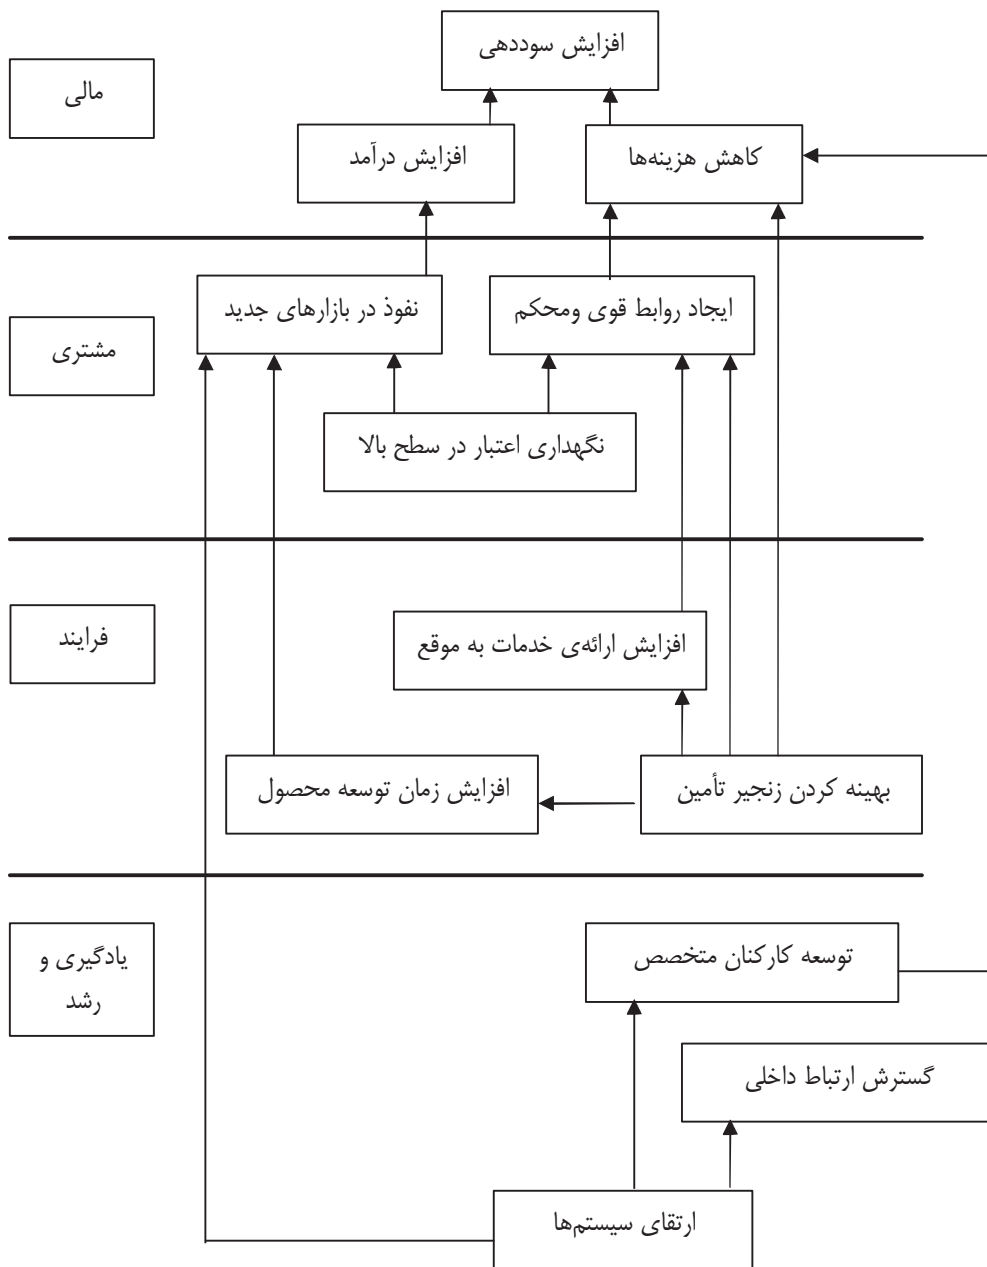 افزایش سوددهی
مالی
کاهش هزینه‌ها
افزایش درآمد
ایجاد روابط قوی ومحکم
نفوذ در بازارهای جدید
مشتری
نگهداری اعتبار در سطح بالا
افزایش ارائه‌ی خدمات به موقع
فرایند
بهینه کردن زنجیر تأمین
افزایش زمان توسعه محصول
توسعه کارکنان متخصص
یادگیری و
رشد
گسترش ارتباط داخلی
ارتقای سیستم‌ها